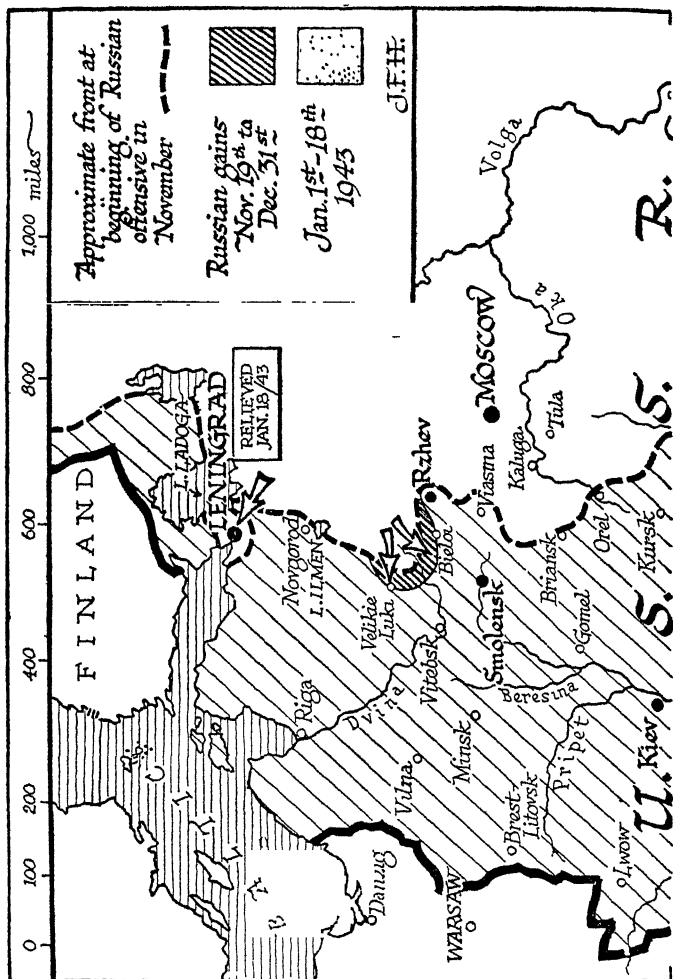 Approximate front at
beginning of Russian
offensive in
November
Russian gains
Nov. 19th to
Dec. 31st
Jan. 1st-18th
1943
J.F.H.
0 100 200 400 600 800 1,000 miles
FINLAND
L. LADOGA
LENINGRAD
RELIEVED
JAN. 18/43
BALTIC
Novgorod
L. ILMEN
Riga
Dvina
Velikie
Luki
Rzhev
Bieloi
Vitebsk
Viasma
MOSCOW
Volga
Oka
Kaluga
Tula
Smolensk
Danzig
WARSAW
Vilna
Minsk
Beresina
Briansk
Orel
Gomel
Kursk
Brest-
Litovsk
Pripet
Lwow
Kiev
U. S. S. R.